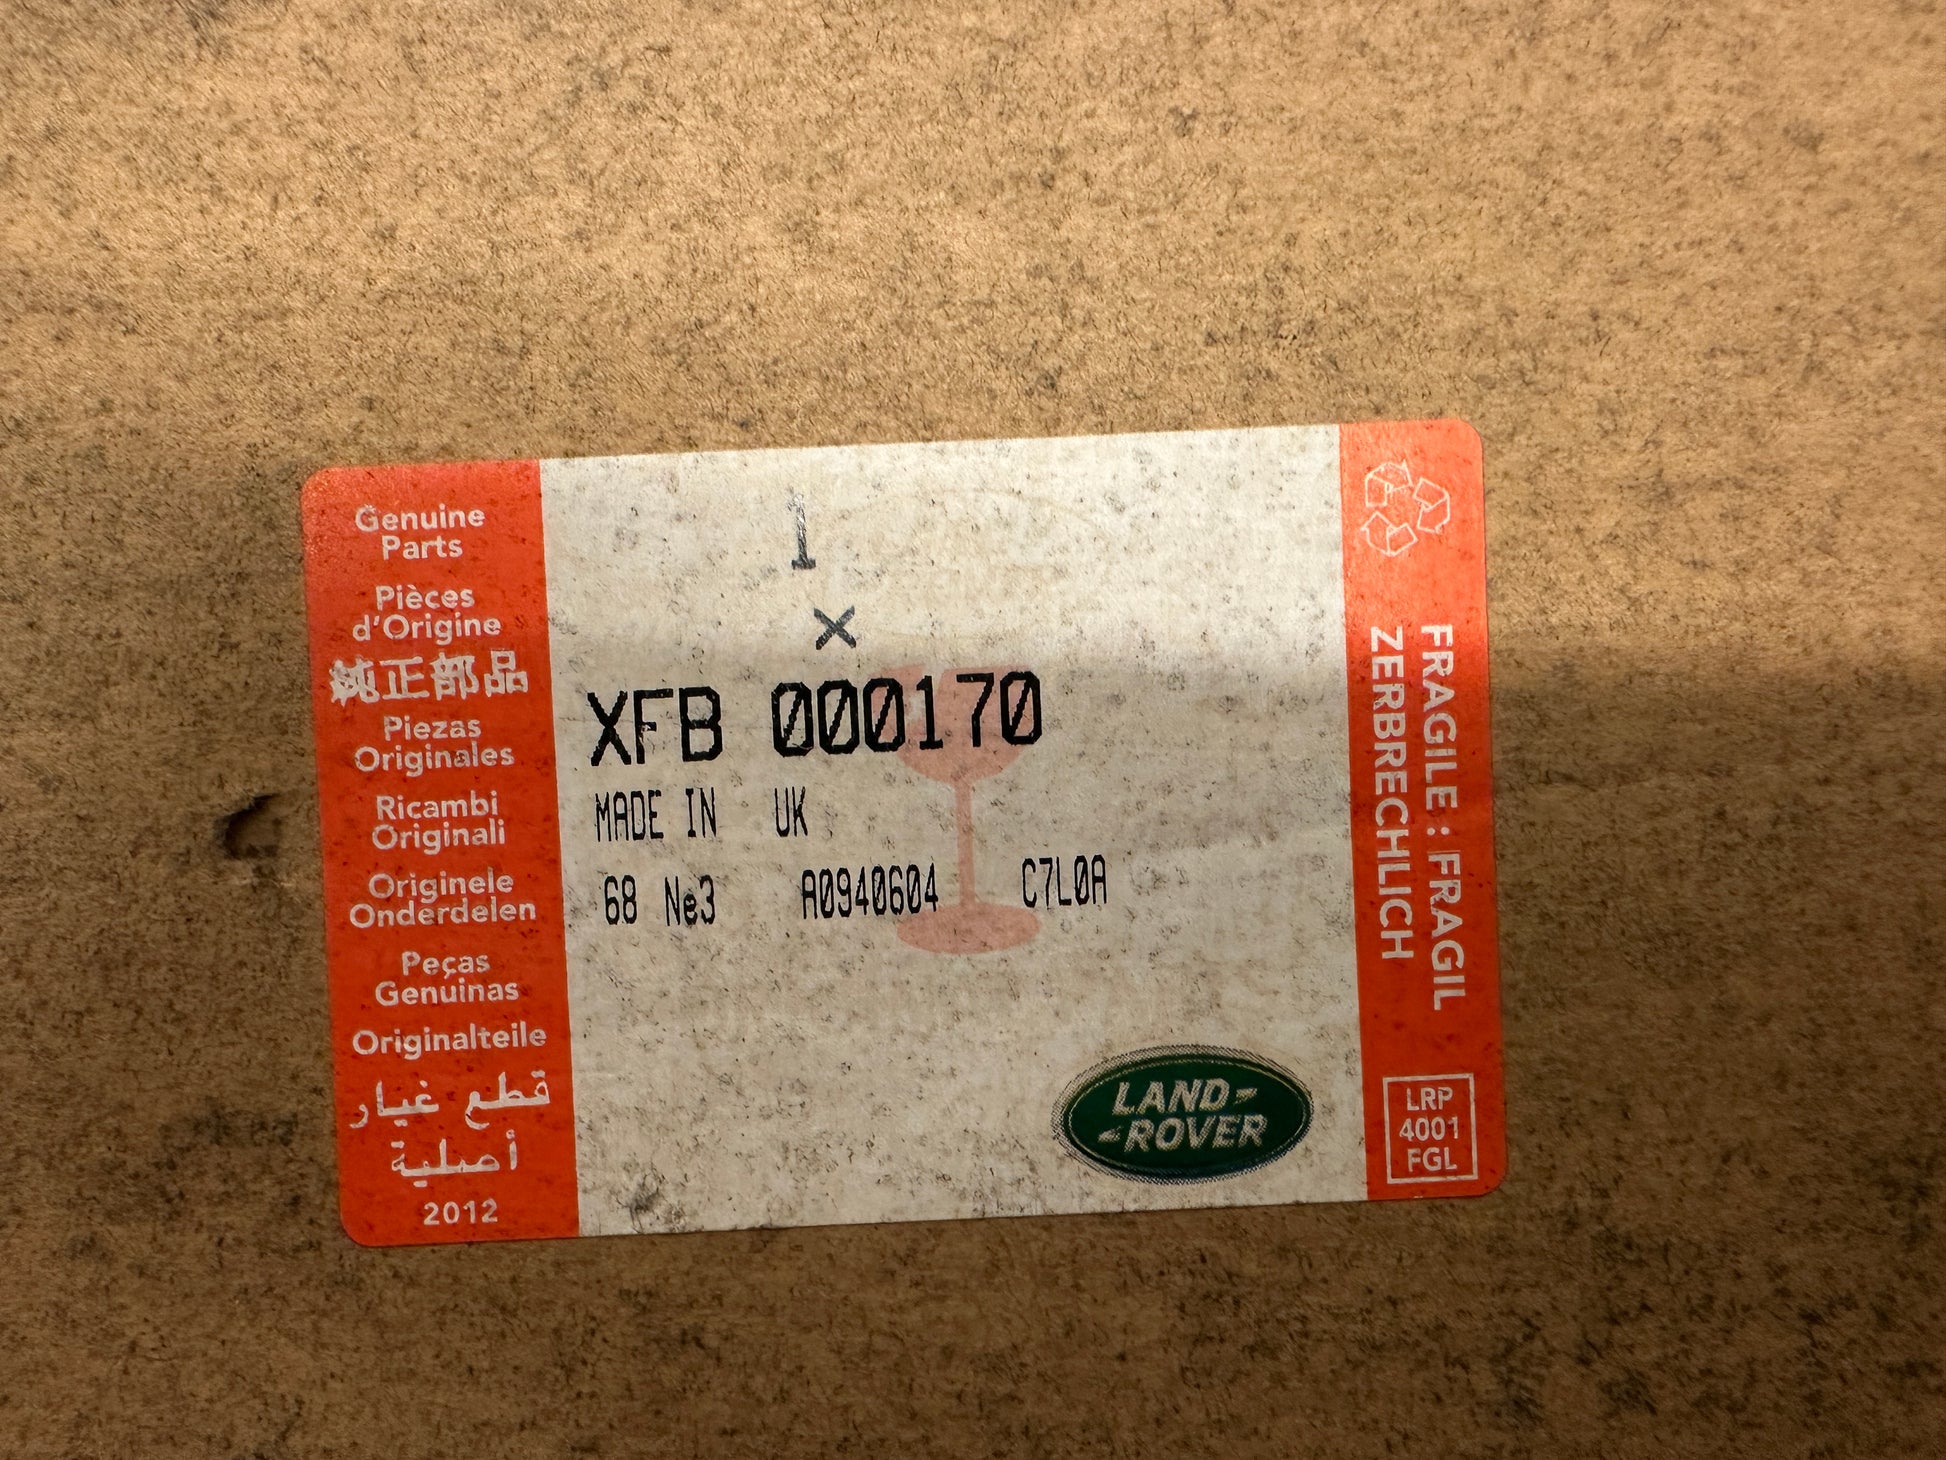 Genuine
Parts
Pièces
d'Origine
純正部品
Piezas
Originales
Ricambi
Originali
Originele
Onderdelen
Peças
Genuinas
Originalteile
قطع غيار
أصلية
2012
1
X
XFB 000170
MADE IN UK
68 Ne3 A0940604 C7L0A
LAND-
-ROVER
FRAGILE : FRAGIL
ZERBRECHLICH
LRP
4001
FGL